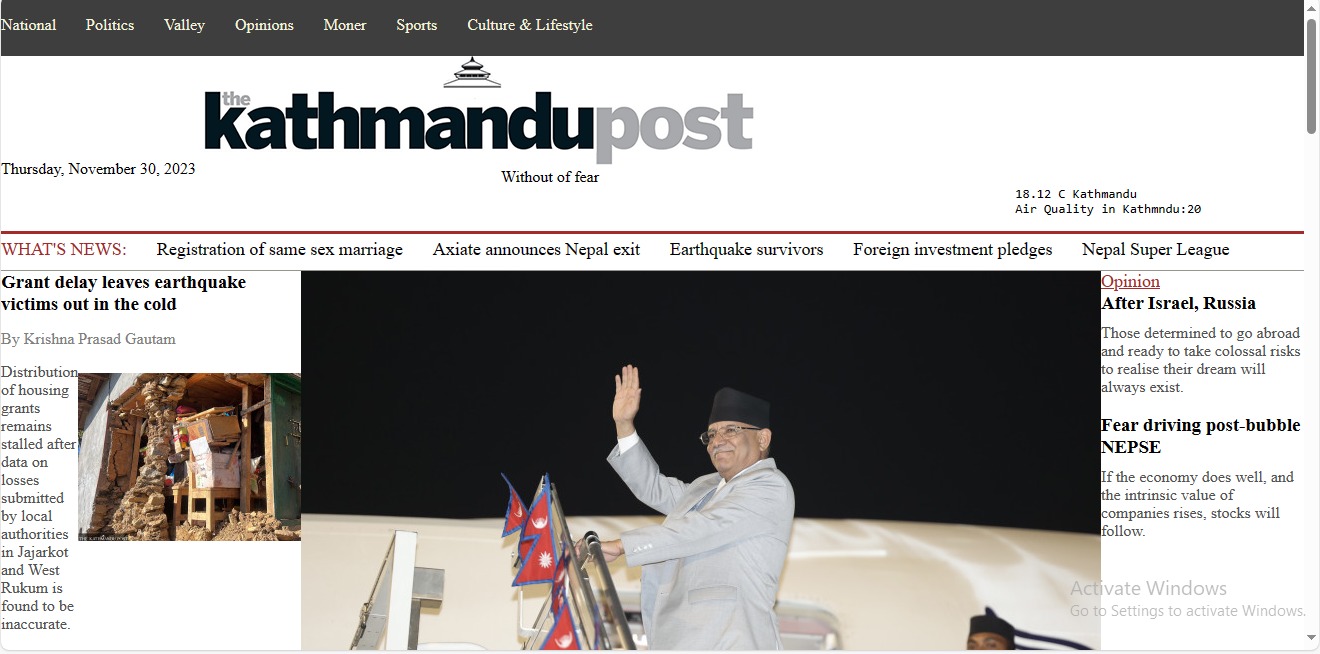 National Politics Valley Opinions Moner Sports Culture & Lifestyle
the
kathmandupost
Thursday, November 30, 2023
Without of fear
18.12 C Kathmandu
Air Quality in Kathmndu:20
WHAT'S NEWS: Registration of same sex marriage Axiate announces Nepal exit Earthquake survivors Foreign investment pledges Nepal Super League
Grant delay leaves earthquake
victims out in the cold
By Krishna Prasad Gautam
Distribution
of housing
grants
remains
stalled after
data on
losses
submitted
by local
authorities
in Jajarkot
and West
Rukum is
found to be
inaccurate.
Opinion
After Israel, Russia
Those determined to go abroad
and ready to take colossal risks
to realise their dream will
always exist.
Fear driving post-bubble
NEPSE
If the economy does well, and
the intrinsic value of
companies rises, stocks will
follow.
Activate Windows
Go to Settings to activate Windows.